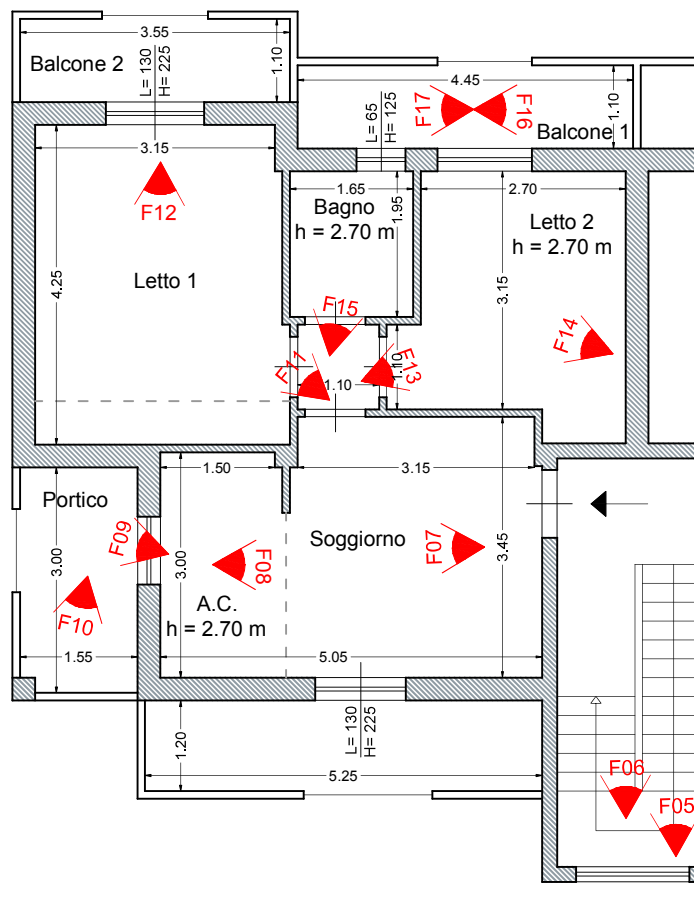 3.55
Balcone 2
L= 130
H= 225
1.10
4.45
F17
F16
L= 65
H= 125
Balcone 1
1.10
3.15
F12
1.65
Bagno
h = 2.70 m
1.95
2.70
Letto 2
h = 2.70 m
4.25
Letto 1
3.15
F15
F14
F11
1.10
1.10
F13
1.50
3.15
Portico
3.00
F09
F10
1.55
3.00
F08
A.C.
h = 2.70 m
Soggiorno
F07
3.45
5.05
L= 130
H= 225
1.20
5.25
F06
F05